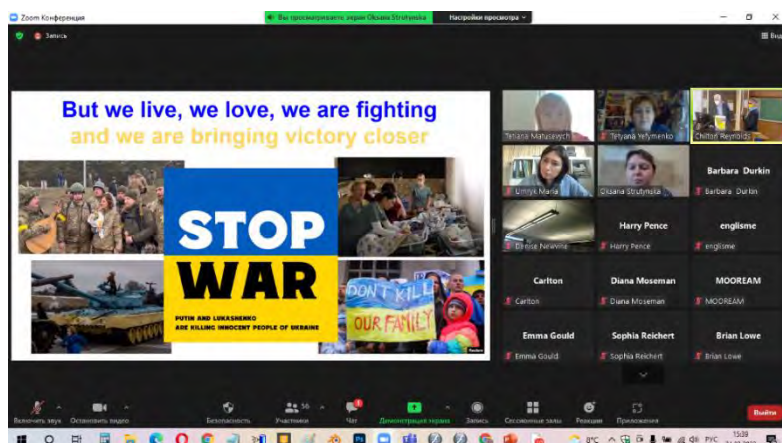 Zoom Конференция
Вы просматриваете экран Oksana Strutynska
Настройки просмотра
Запись
Вид
But we live, we love, we are fighting
and we are bringing victory closer
STOP
WAR
PUTIN AND LUKASHENKO
ARE KILLING INNOCENT PEOPLE OF UKRAINE
DON'T KILL
OUR FAMILY
Tetiana Matusevych
Tetyana Yefymenko
Chilton Reynolds
Umryk Maria
Oksana Strutynska
Barbara Durkin
Barbara Durkin
Denise Newvine
Harry Pence
Harry Pence
englisme
englisme
Carlton
Carlton
Diana Moseman
Diana Moseman
MOOREAM
MOOREAM
Emma Gould
Emma Gould
Sophia Reichert
Sophia Reichert
Brian Lowe
Brian Lowe
Включить звук
Остановить видео
Безопасность
56
Участники
Чат
Демонстрация экрана
Запись
Сессионные залы
Реакции
Приложения
Выйти
8°C
РУС
15:09